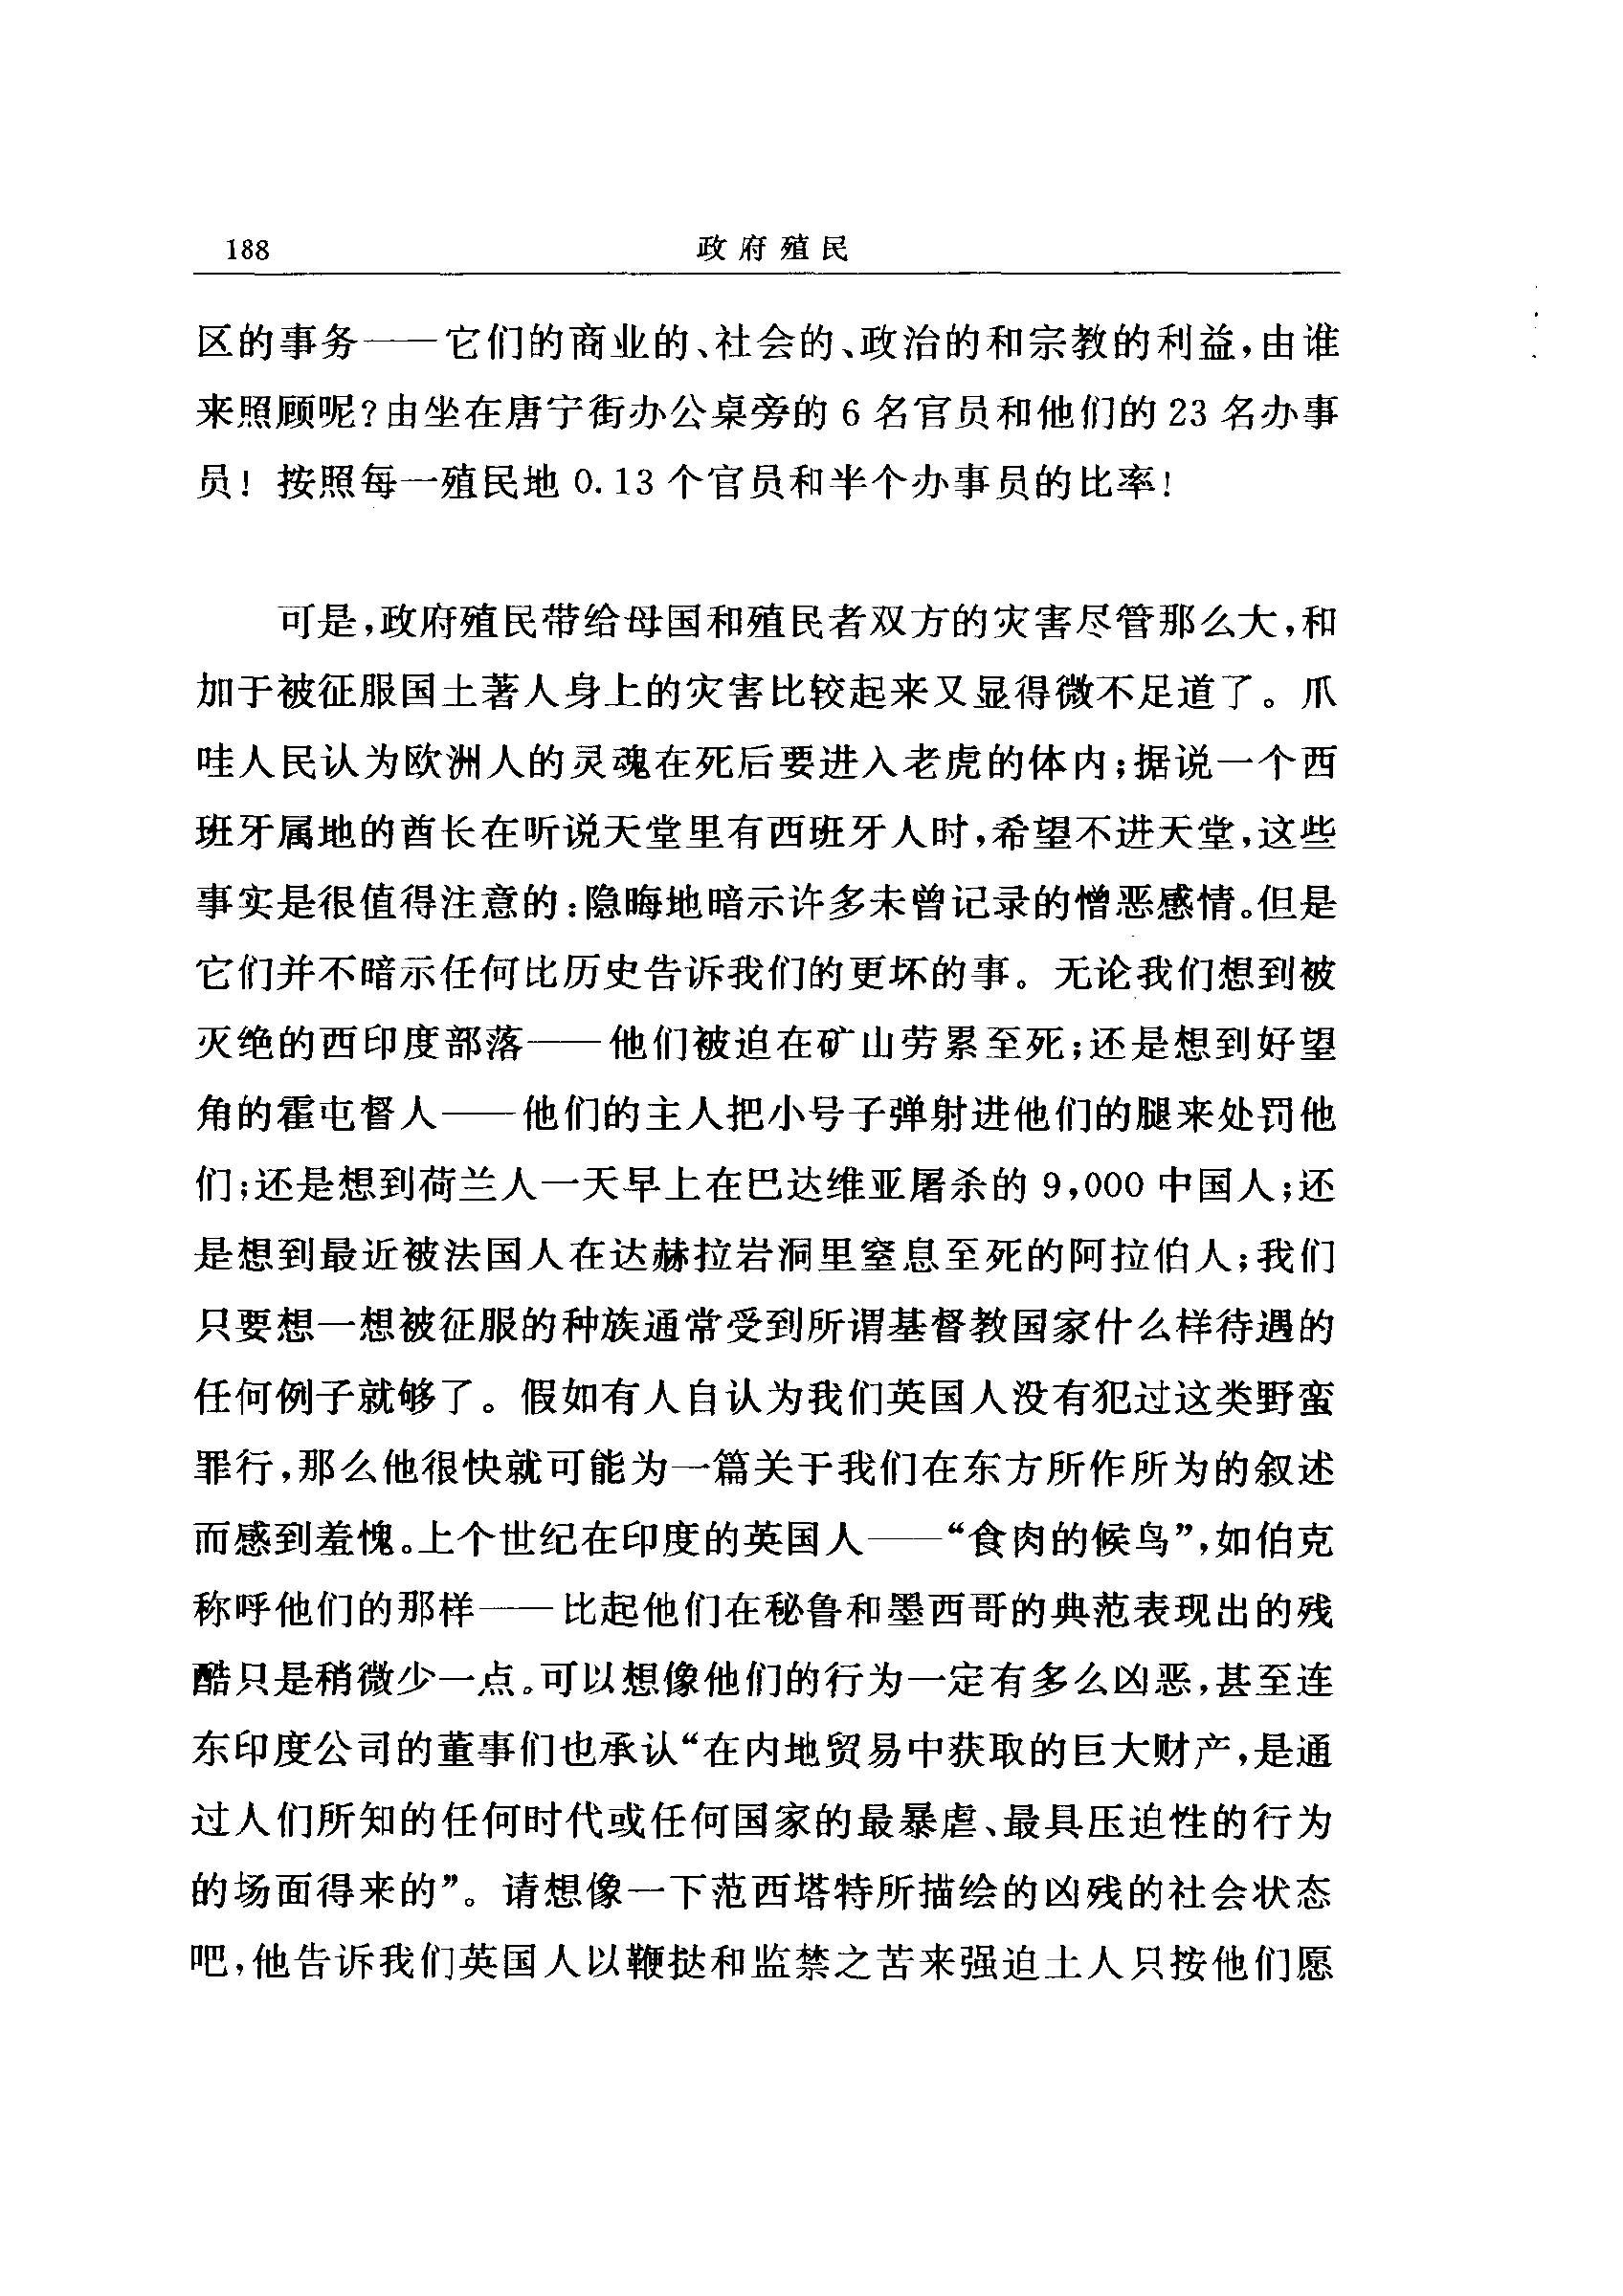 188 政府殖民
区的事务——它们的商业的、社会的、政治的和宗教的利益,由谁
来照顾呢?由坐在唐宁街办公桌旁的 6 名官员和他们的 23 名办事
员! 按照每一殖民地 0.13 个官员和半个办事员的比率!
可是,政府殖民带给母国和殖民者双方的灾害尽管那么大,和
加于被征服国土著人身上的灾害比较起来又显得微不足道了。爪
哇人民认为欧洲人的灵魂在死后要进入老虎的体内;据说一个西
班牙属地的酋长在听说天堂里有西班牙人时,希望不进天堂,这些
事实是很值得注意的:隐晦地暗示许多未曾记录的憎恶感情。但是
它们并不暗示任何比历史告诉我们的更坏的事。无论我们想到被
灭绝的西印度部落——他们被迫在矿山劳累至死;还是想到好望
角的霍屯督人——他们的主人把小号子弹射进他们的腿来处罚他
们;还是想到荷兰人一天早上在巴达维亚屠杀的 9,000 中国人;还
是想到最近被法国人在达赫拉岩洞里窒息至死的阿拉伯人;我们
只要想一想被征服的种族通常受到所谓基督教国家什么样待遇的
任何例子就够了。假如有人自认为我们英国人没有犯过这类野蛮
罪行,那么他很快就可能为一篇关于我们在东方所作所为的叙述
而感到羞愧。上个世纪在印度的英国人——“食肉的候鸟”,如伯克
称呼他们的那样——比起他们在秘鲁和墨西哥的典范表现出的残
酷只是稍微少一点。可以想像他们的行为一定有多么凶恶,甚至连
东印度公司的董事们也承认“在内地贸易中获取的巨大财产,是通
过人们所知的任何时代或任何国家的最暴虐、最具压迫性的行为
的场面得来的”。请想像一下范西塔特所描绘的凶残的社会状态
吧,他告诉我们英国人以鞭挞和监禁之苦来强迫土人只按他们愿